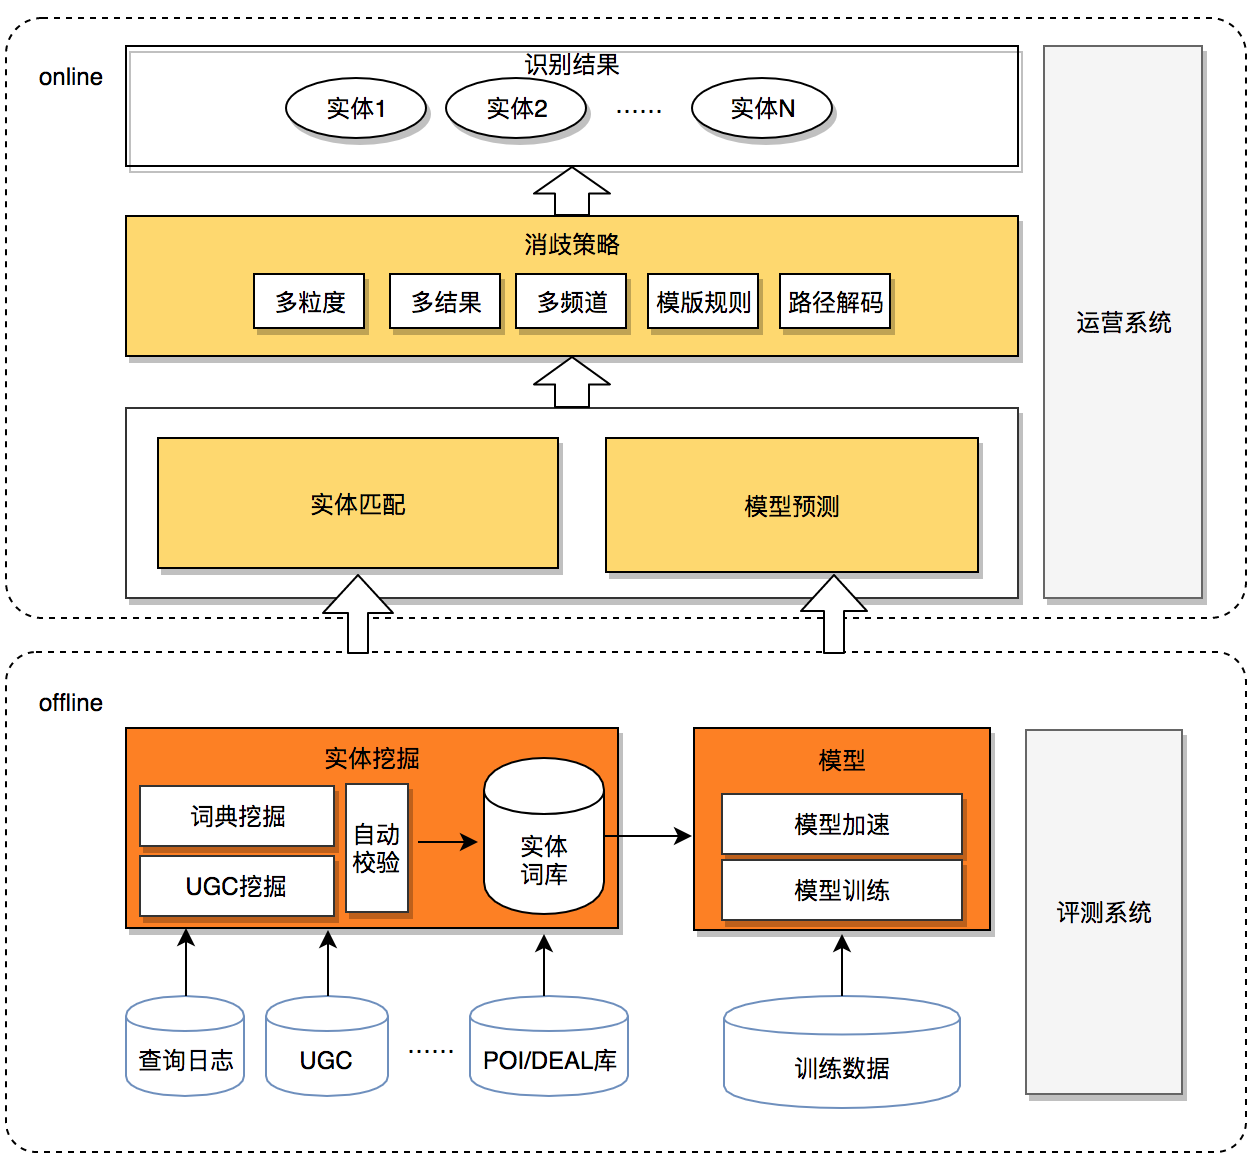 online
识别结果
实体1
实体2
······
实体N
消歧策略
多粒度
多结果
多频道
模版规则
路径解码
实体匹配
模型预测
运营系统
offline
实体挖掘
词典挖掘
UGC挖掘
自动
校验
实体
词库
模型
模型加速
模型训练
查询日志
UGC
······
POI/DEAL库
训练数据
评测系统